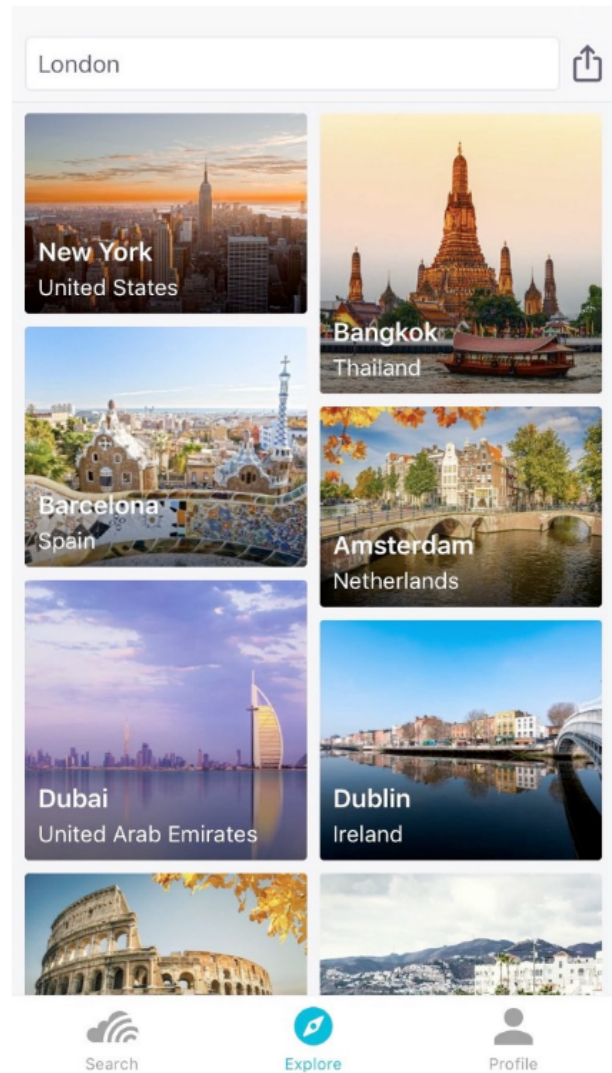 London
New York
United States
Bangkok
Thailand
Barcelona
Spain
Amsterdam
Netherlands
Dubai
United Arab Emirates
Dublin
Ireland
Search
Explore
Profile